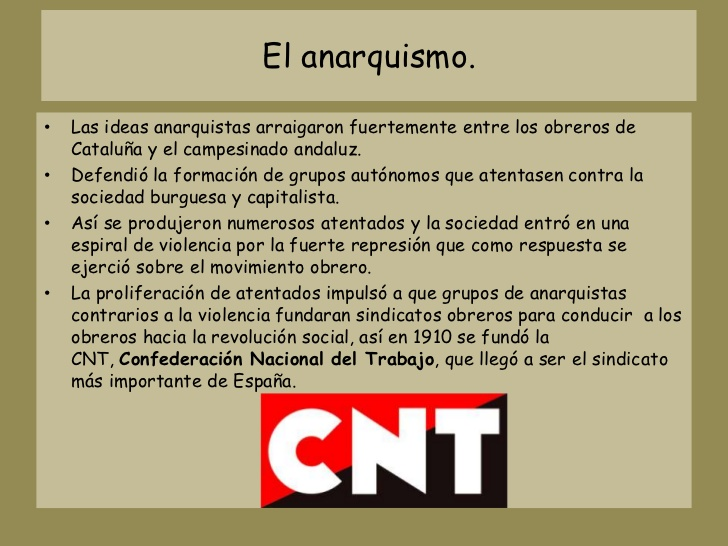 El anarquismo.
• Las ideas anarquistas arraigaron fuertemente entre los obreros de
Cataluña y el campesinado andaluz.
• Defendió la formación de grupos autónomos que atentasen contra la
sociedad burguesa y capitalista.
• Así se produjeron numerosos atentados y la sociedad entró en una
espiral de violencia por la fuerte represión que como respuesta se
ejerció sobre el movimiento obrero.
• La proliferación de atentados impulsó a que grupos de anarquistas
contrarios a la violencia fundaran sindicatos obreros para conducir  a los
obreros hacia la revolución social, así en 1910 se fundó la
CNT, Confederación Nacional del Trabajo, que llegó a ser el sindicato
más importante de España.
CNT